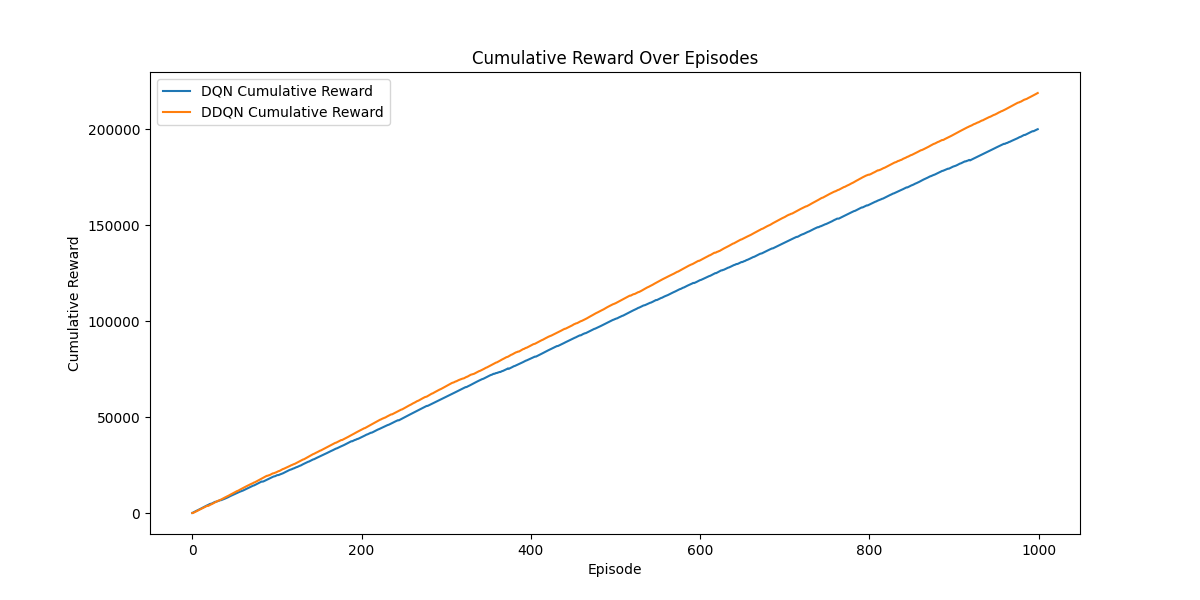 Cumulative Reward Over Episodes
DQN Cumulative Reward
DDQN Cumulative Reward
200000
150000
100000
50000
0
Cumulative Reward
0 200 400 600 800 1000
Episode